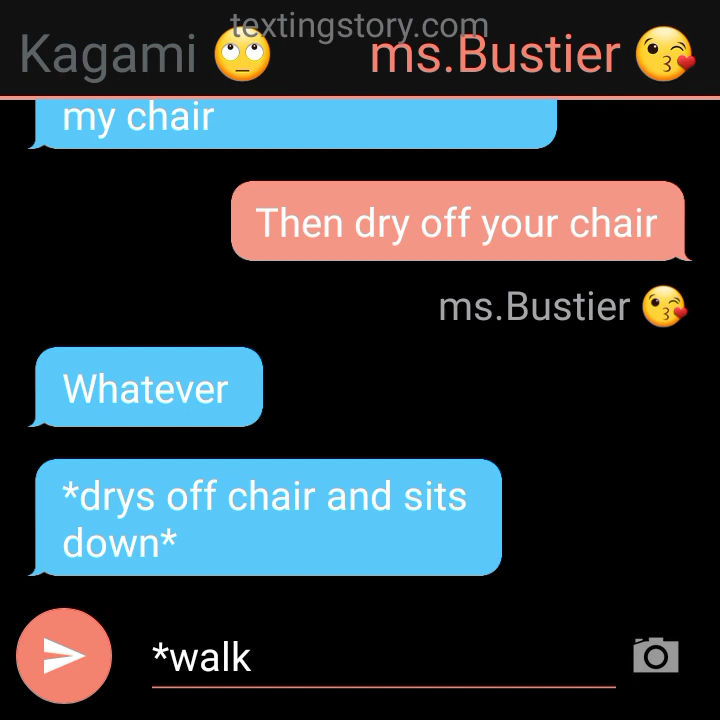 textingstory.com
Kagami 🙄 ms.Bustier 😘
my chair
Then dry off your chair
ms.Bustier 😘
Whatever
*drys off chair and sits
down*
*walk